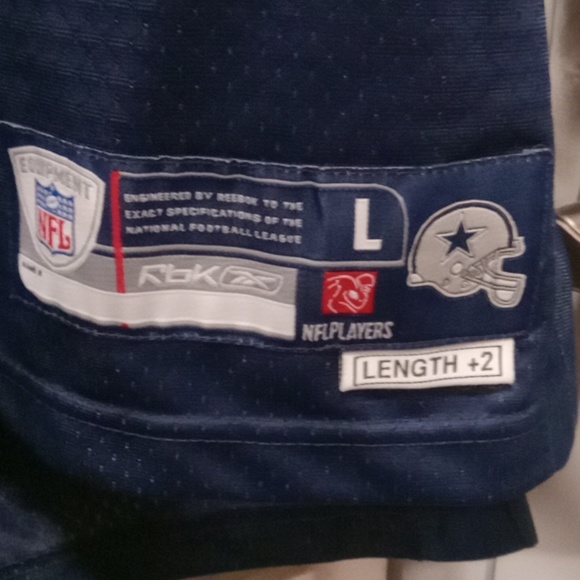 EQUIPMENT
NFL
ENGINEERED BY REEBOK TO THE
EXACT SPECIFICATIONS OF THE
NATIONAL FOOTBALL LEAGUE
L
RBK
NFLPLAYERS
LENGTH +2